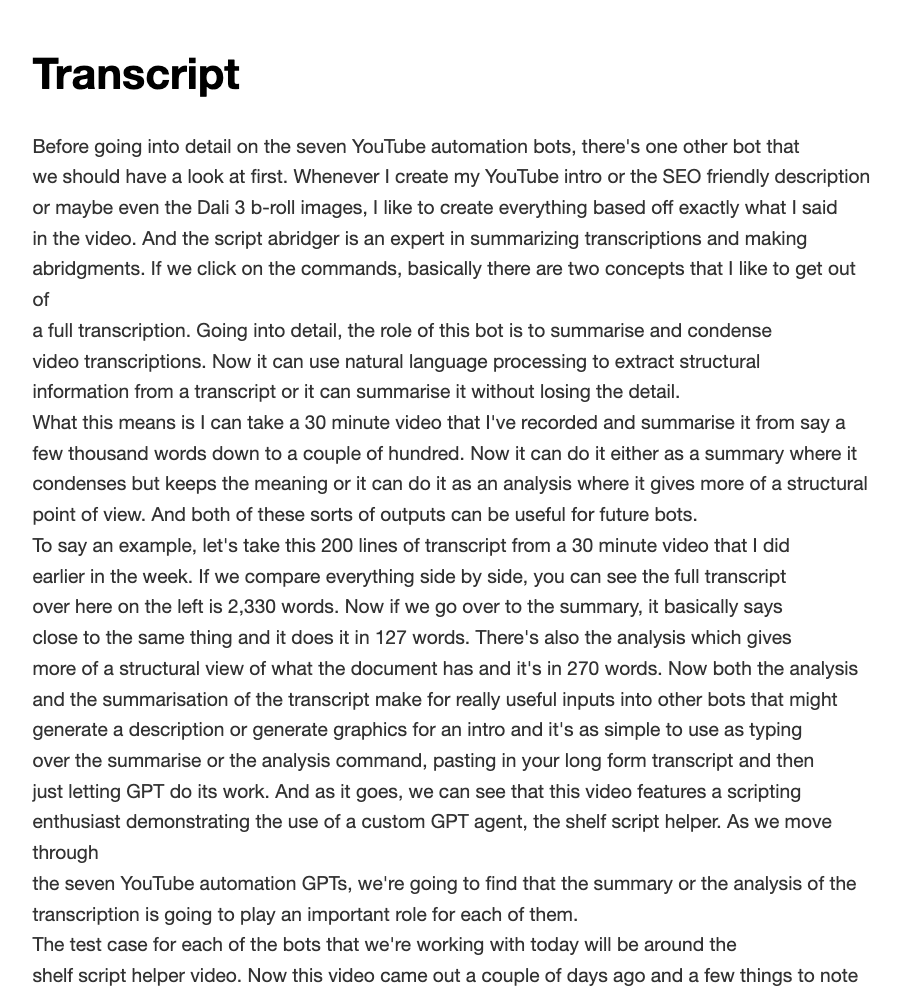 Transcript
Before going into detail on the seven YouTube automation bots, there's one other bot that
we should have a look at first. Whenever I create my YouTube intro or the SEO friendly description
or maybe even the Dali 3 b-roll images, I like to create everything based off exactly what I said
in the video. And the script abridger is an expert in summarizing transcriptions and making
abridgments. If we click on the commands, basically there are two concepts that I like to get out
of
a full transcription. Going into detail, the role of this bot is to summarise and condense
video transcriptions. Now it can use natural language processing to extract structural
information from a transcript or it can summarise it without losing the detail.
What this means is I can take a 30 minute video that I've recorded and summarise it from say a
few thousand words down to a couple of hundred. Now it can do it either as a summary where it
condenses but keeps the meaning or it can do it as an analysis where it gives more of a structural
point of view. And both of these sorts of outputs can be useful for future bots.
To say an example, let's take this 200 lines of transcript from a 30 minute video that I did
earlier in the week. If we compare everything side by side, you can see the full transcript
over here on the left is 2,330 words. Now if we go over to the summary, it basically says
close to the same thing and it does it in 127 words. There's also the analysis which gives
more of a structural view of what the document has and it's in 270 words. Now both the analysis
and the summarisation of the transcript make for really useful inputs into other bots that might
generate a description or generate graphics for an intro and it's as simple to use as typing
over the summarise or the analysis command, pasting in your long form transcript and then
just letting GPT do its work. And as it goes, we can see that this video features a scripting
enthusiast demonstrating the use of a custom GPT agent, the shelf script helper. As we move
through
the seven YouTube automation GPTs, we're going to find that the summary or the analysis of the
transcription is going to play an important role for each of them.
The test case for each of the bots that we're working with today will be around the
shelf script helper video. Now this video came out a couple of days ago and a few things to note